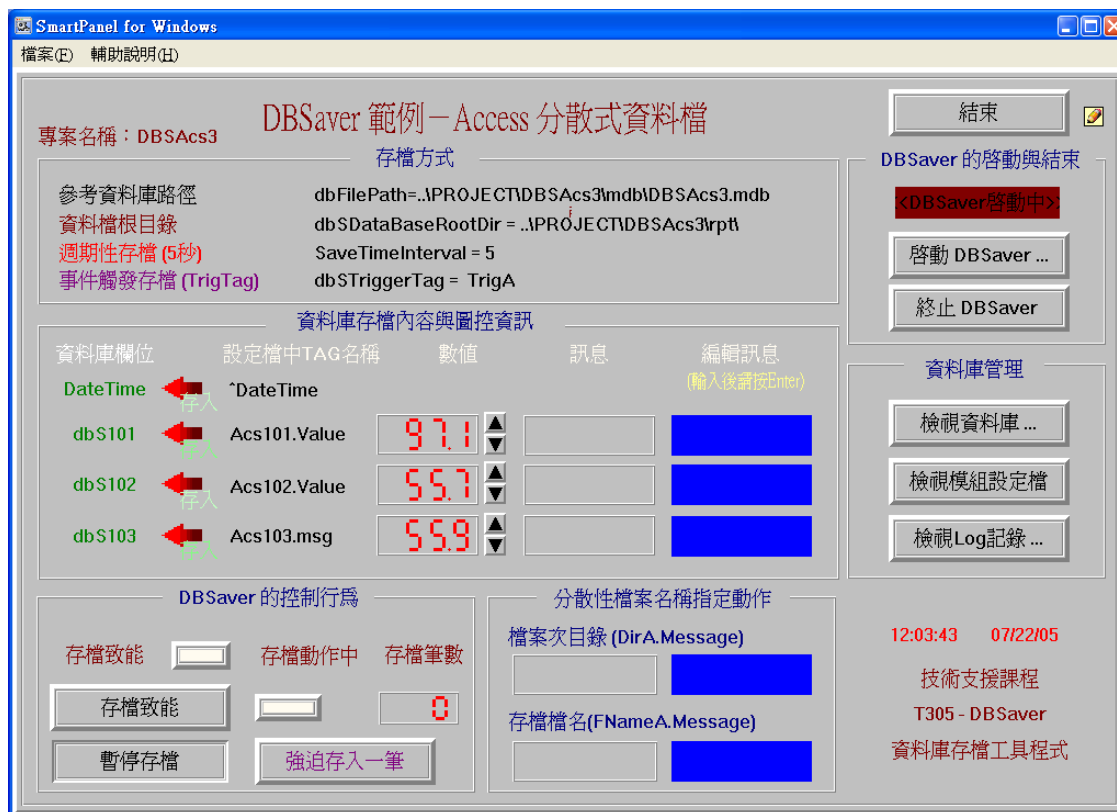 SmartPanel for Windows
檔案(F) 輔助說明(H)
DBSaver 範例－Access 分散式資料檔
專案名稱：DBSAcs3
結束
存檔方式
參考資料庫路徑 dbFilePath=..\PROJECT\DBSAcs3\mdb\DBSAcs3.mdb
資料檔根目錄 dbSDataBaseRootDir = ..\PROJECT\DBSAcs3\rpt\
週期性存檔 (5秒) SaveTimeInterval = 5
事件觸發存檔 (TrigTag) dbSTriggerTag = TrigA
DBSaver 的啓動與結束
<DBSaver啓動中>
啓動 DBSaver ...
終止 DBSaver
資料庫存檔內容與圖控資訊
資料庫欄位 設定檔中TAG名稱 數值 訊息 編輯訊息
(輸入後請按Enter)
DateTime 存入 ^DateTime
dbS101 存入 Acs101.Value 97.1
dbS102 存入 Acs102.Value 55.7
dbS103 存入 Acs103.msg 55.9
資料庫管理
檢視資料庫 ...
檢視模組設定檔
檢視Log記錄 ...
DBSaver 的控制行爲
存檔致能 存檔動作中 存檔筆數
存檔致能 0
暫停存檔 強迫存入一筆
分散性檔案名稱指定動作
檔案次目錄 (DirA.Message)
存檔檔名(FNameA.Message)
12:03:43 07/22/05
技術支援課程
T305 - DBSaver
資料庫存檔工具程式